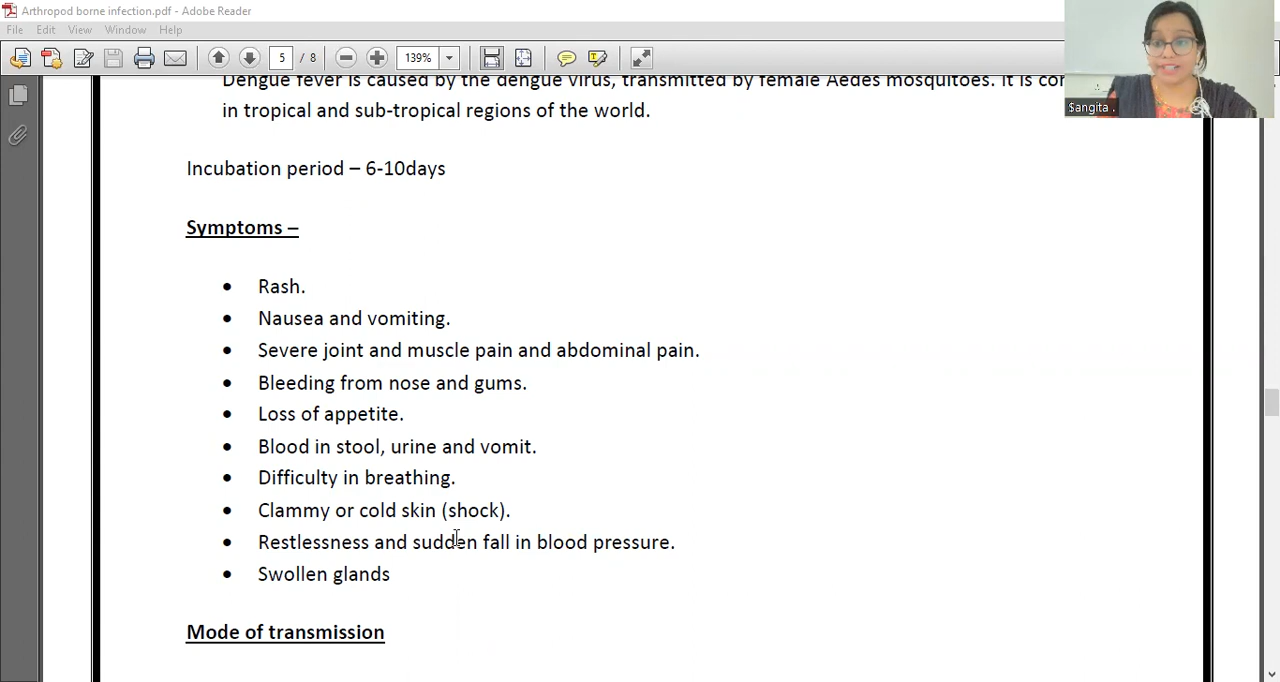 Arthropod borne infection.pdf - Adobe Reader
File Edit View Window Help
5 / 8 139%
Sangita .
Dengue fever is caused by the dengue virus, transmitted by female Aedes mosquitoes. It is
in tropical and sub-tropical regions of the world.
Incubation period – 6-10days
Symptoms –
• Rash.
• Nausea and vomiting.
• Severe joint and muscle pain and abdominal pain.
• Bleeding from nose and gums.
• Loss of appetite.
• Blood in stool, urine and vomit.
• Difficulty in breathing.
• Clammy or cold skin (shock).
• Restlessness and sudden fall in blood pressure.
• Swollen glands
Mode of transmission